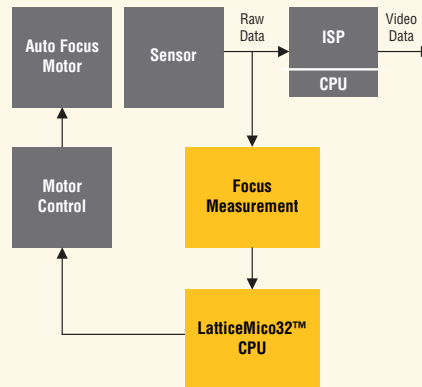 Auto Focus
Motor
Sensor
Raw
Data
ISP
CPU
Video
Data
Motor
Control
Focus
Measurement
LatticeMico32™
CPU